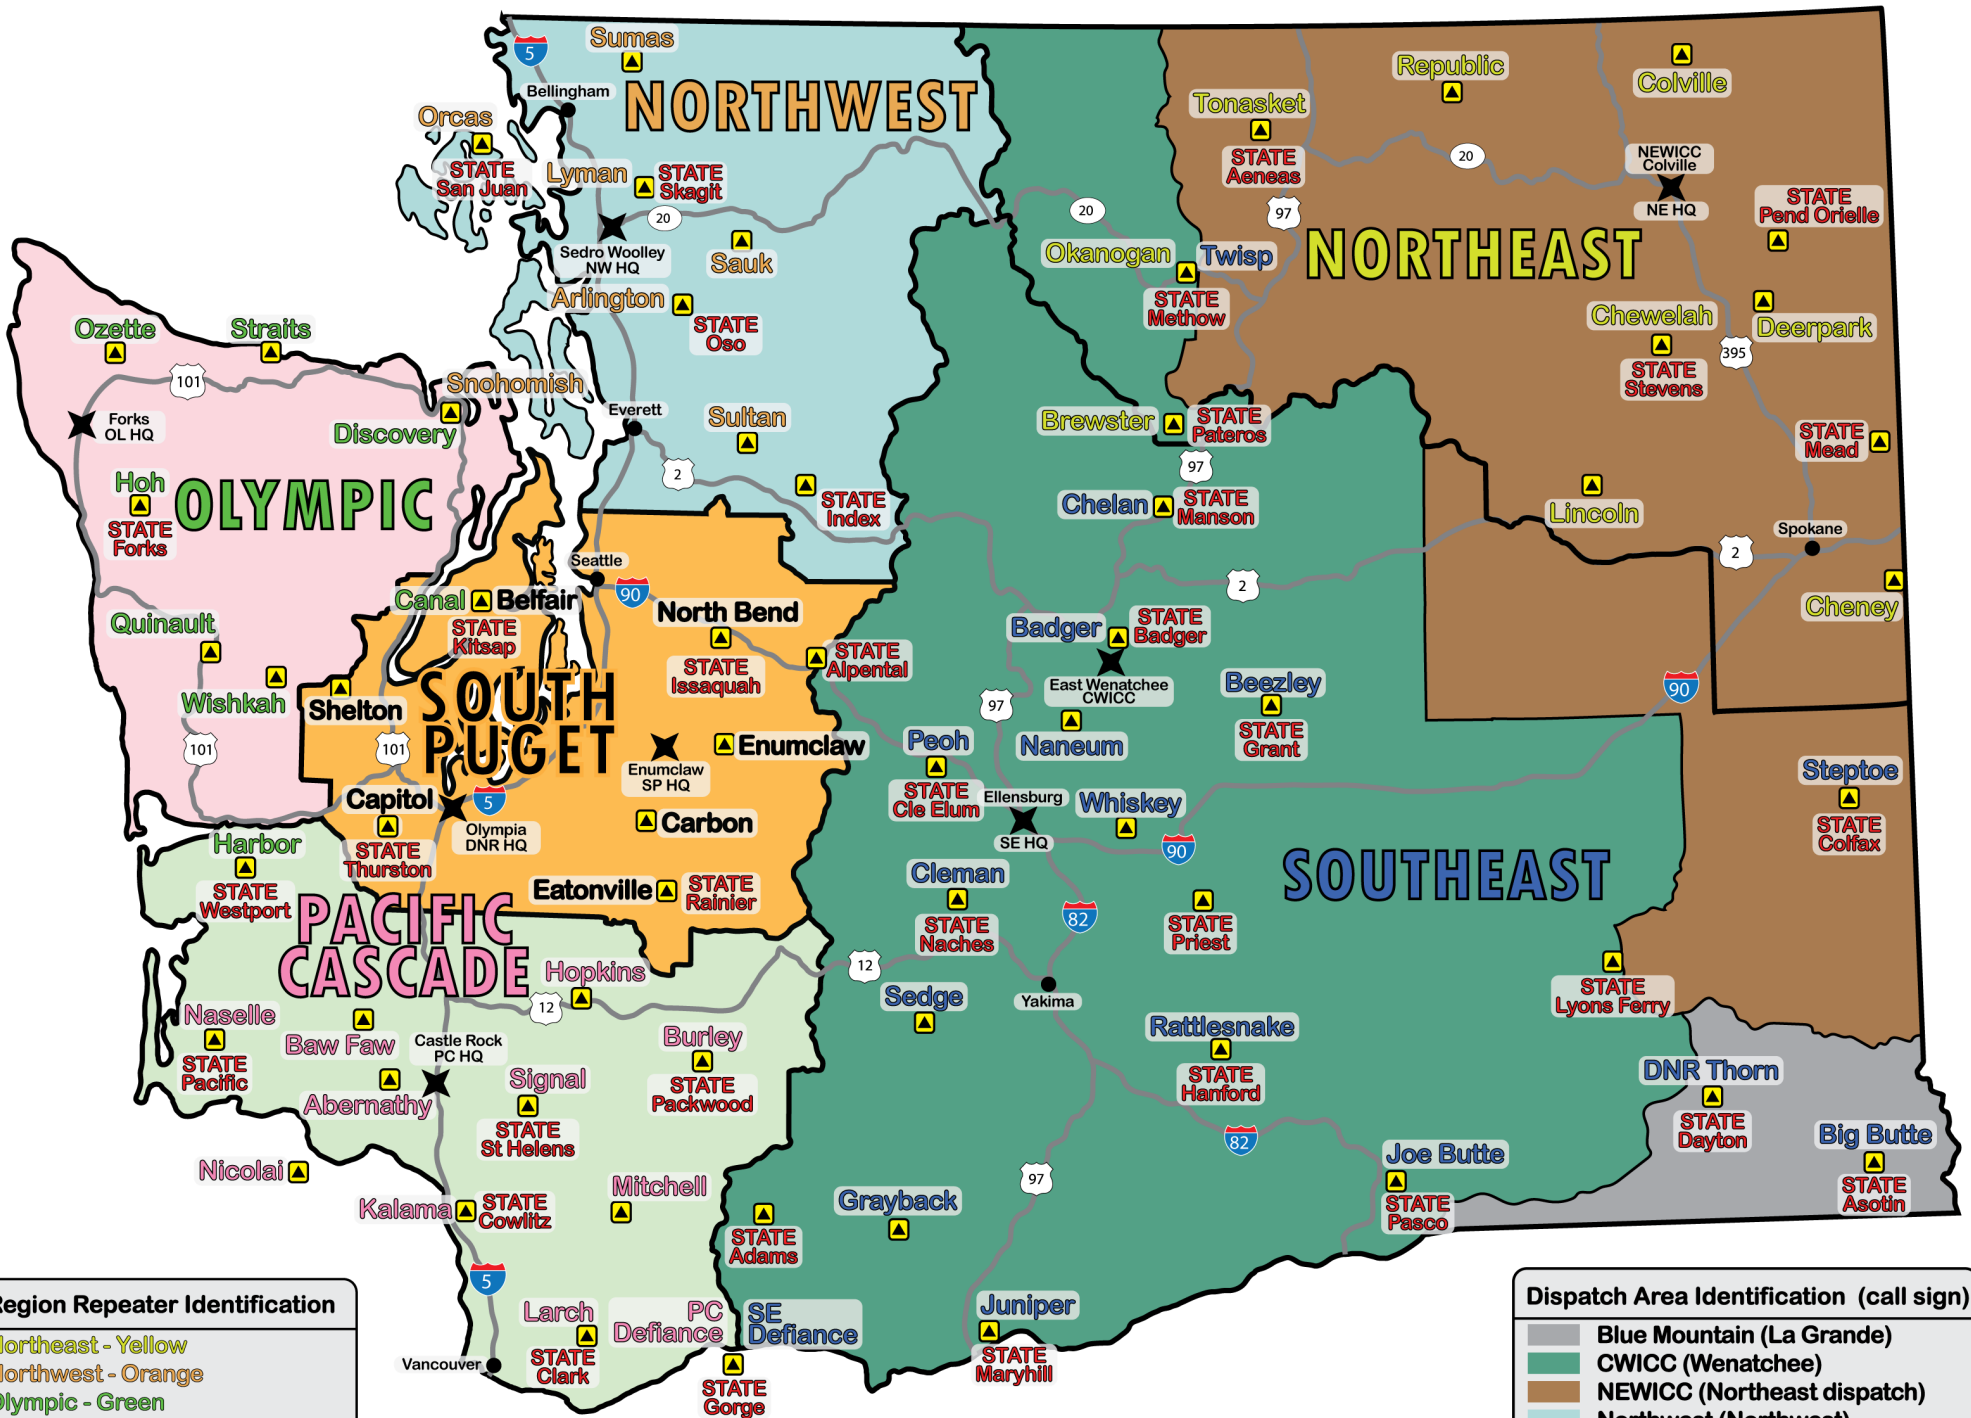 Sumas
5
Bellingham
NORTHWEST
Orcas
STATE
San Juan
Lyman
STATE
Skagit
20
Sedro Woolley
NW HQ
Sauk
Arlington
STATE
Oso
Snohomish
Everett
Sultan
2
STATE
Index
Republic
Colville
Tonasket
STATE
Aeneas
20
NEWICC
Colville
NE HQ
97
STATE
Pend Orielle
NORTHEAST
20
Okanogan
Twisp
STATE
Methow
Chewelah
STATE
Stevens
Deerpark
395
Brewster
STATE
Pateros
97
STATE
Mead
Lincoln
Spokane
2
Cheney
90
Steptoe
STATE
Colfax
Ozette
Straits
101
Forks
OL HQ
Discovery
Hoh
STATE
Forks
OLYMPIC
Quinault
Wishkah
101
Seattle
90
Canal
Belfair
STATE
Kitsap
North Bend
STATE
Issaquah
STATE
Alpental
Shelton
SOUTH
PUGET
101
Enumclaw
Enumclaw
SP HQ
Capitol
STATE
Thurston
5
Olympia
DNR HQ
Carbon
Eatonville
STATE
Rainier
Chelan
STATE
Manson
2
Badger
STATE
Badger
East Wenatchee
CWICC
97
Naneum
Beezley
STATE
Grant
Peoh
STATE
Cle Elum
Ellensburg
SE HQ
Whiskey
90
SOUTHEAST
Cleman
STATE
Naches
82
STATE
Priest
12
Yakima
Sedge
Rattlesnake
STATE
Hanford
STATE
Lyons Ferry
DNR Thorn
STATE
Dayton
Big Butte
STATE
Asotin
82
Joe Butte
STATE
Pasco
97
Grayback
STATE
Adams
Juniper
STATE
Maryhill
Harbor
STATE
Westport
PACIFIC
CASCADE
Hopkins
12
Naselle
STATE
Pacific
Baw Faw
Castle Rock
PC HQ
Abernathy
Signal
STATE
St Helens
Burley
STATE
Packwood
Nicolai
Kalama
STATE
Cowlitz
Mitchell
5
Larch
STATE
Clark
PC
Defiance
SE
Defiance
STATE
Gorge
Vancouver
Region Repeater Identification
Northeast - Yellow
Northwest - Orange
Olympic - Green
Dispatch Area Identification (call sign)
Blue Mountain (La Grande)
CWICC (Wenatchee)
NEWICC (Northeast dispatch)
Northwest (Northwest)